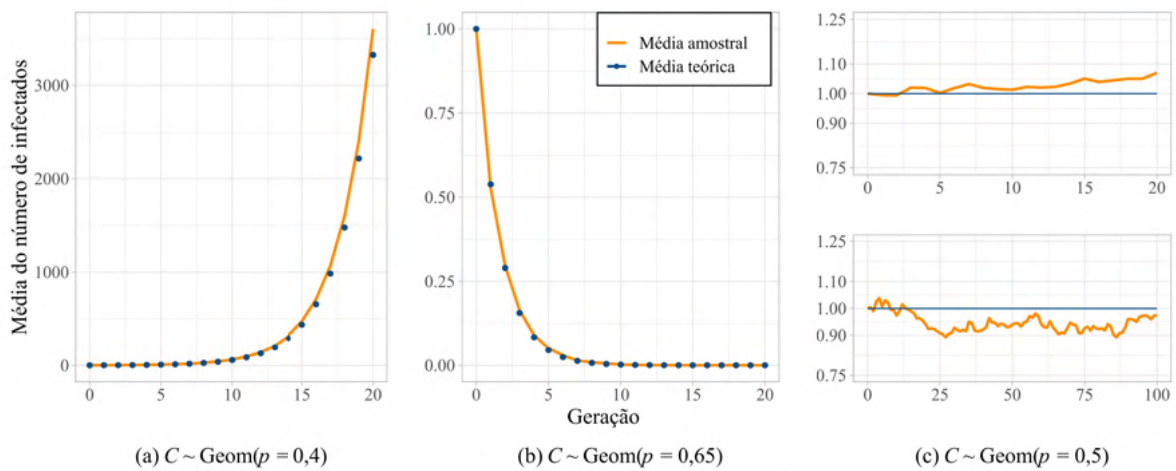 Média do número de infectados
3000
2000
1000
0
0 5 10 15 20
1.00
0.75
0.50
0.25
0.00
0 5 10 15 20
Média amostral
Média teórica
1.25
1.10
1.00
0.90
0.75
0 5 10 15 20
1.25
1.10
1.00
0.90
0.75
0 25 50 75 100
Geração
(a) C ~ Geom(p = 0,4)
(b) C ~ Geom(p = 0,65)
(c) C ~ Geom(p = 0,5)